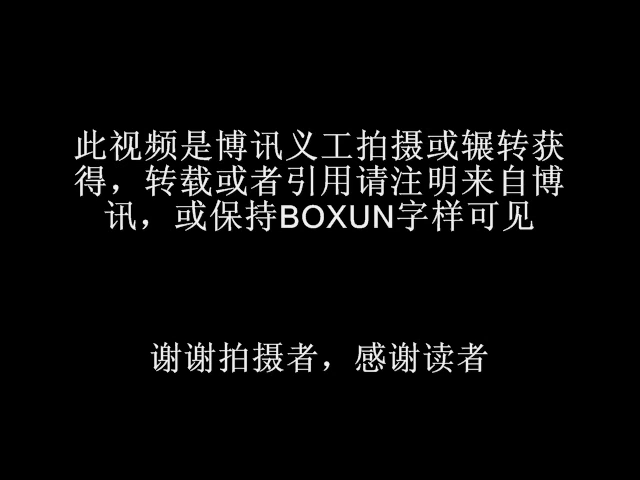 此视频是博讯义工拍摄或辗转获
得，转载或者引用请注明来自博
讯，或保持BOXUN字样可见
谢谢拍摄者，感谢读者